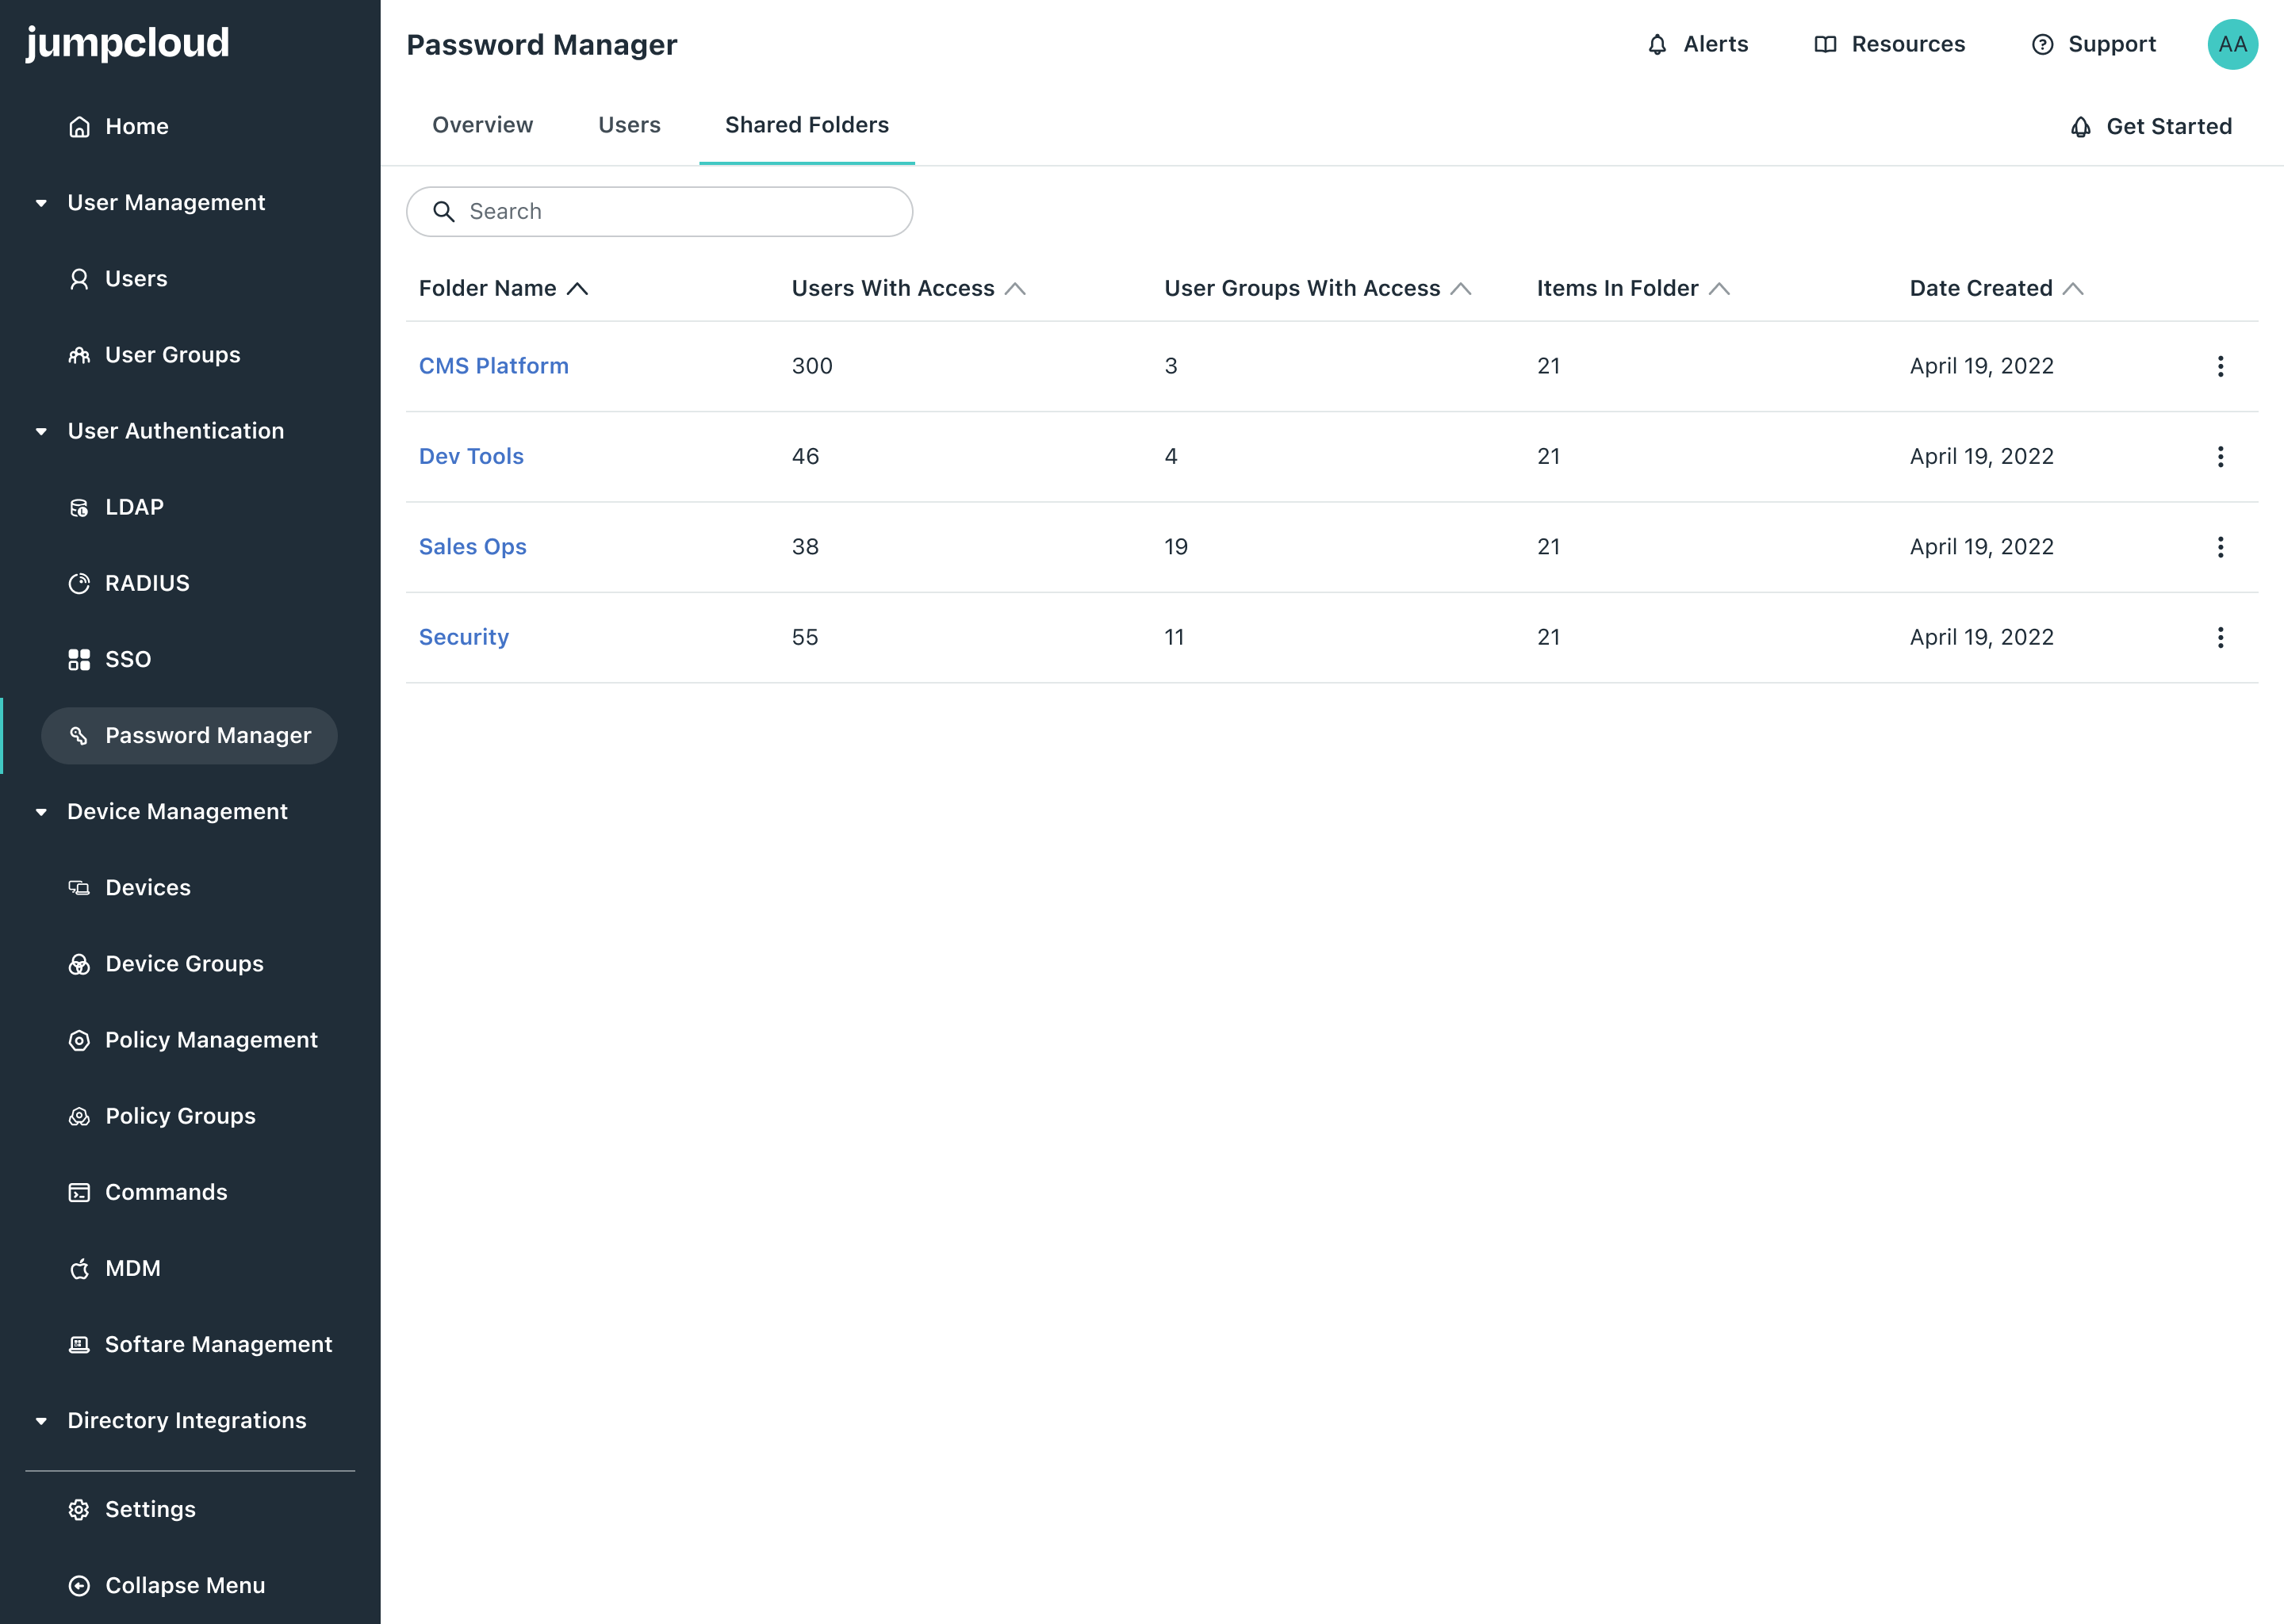 jumpcloud
Home
User Management
Users
User Groups
User Authentication
LDAP
RADIUS
SSO
Password Manager
Device Management
Devices
Device Groups
Policy Management
Policy Groups
Commands
MDM
Softare Management
Directory Integrations
Settings
Collapse Menu
Password Manager
Alerts Resources Support AA
Overview Users Shared Folders Get Started
Search
Folder Name Users With Access User Groups With Access Items In Folder Date Created
CMS Platform 300 3 21 April 19, 2022
Dev Tools 46 4 21 April 19, 2022
Sales Ops 38 19 21 April 19, 2022
Security 55 11 21 April 19, 2022